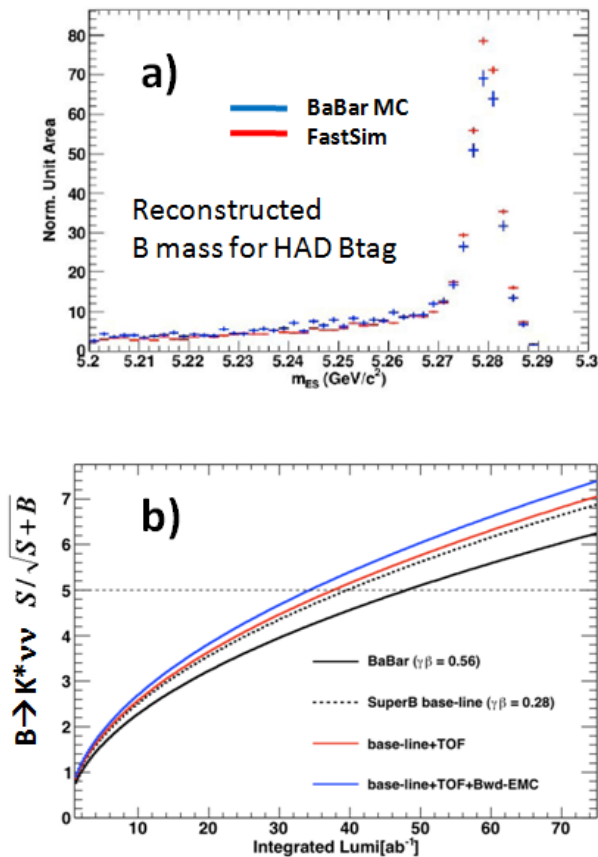 a)
BaBar MC
FastSim
Reconstructed
B mass for HAD Btag
Norm. Unit Area
80
70
60
50
40
30
20
10
0
5.2 5.21 5.22 5.23 5.24 5.25 5.26 5.27 5.28 5.29 5.3
m_ES (GeV/c²)
b)
B→K*νν S/√S+B
7
6
5
4
3
2
1
0
BaBar (γβ = 0.56)
SuperB base-line (γβ = 0.28)
base-line+TOF
base-line+TOF+Bwd-EMC
10 20 30 40 50 60 70
Integrated Lumi[ab⁻¹]